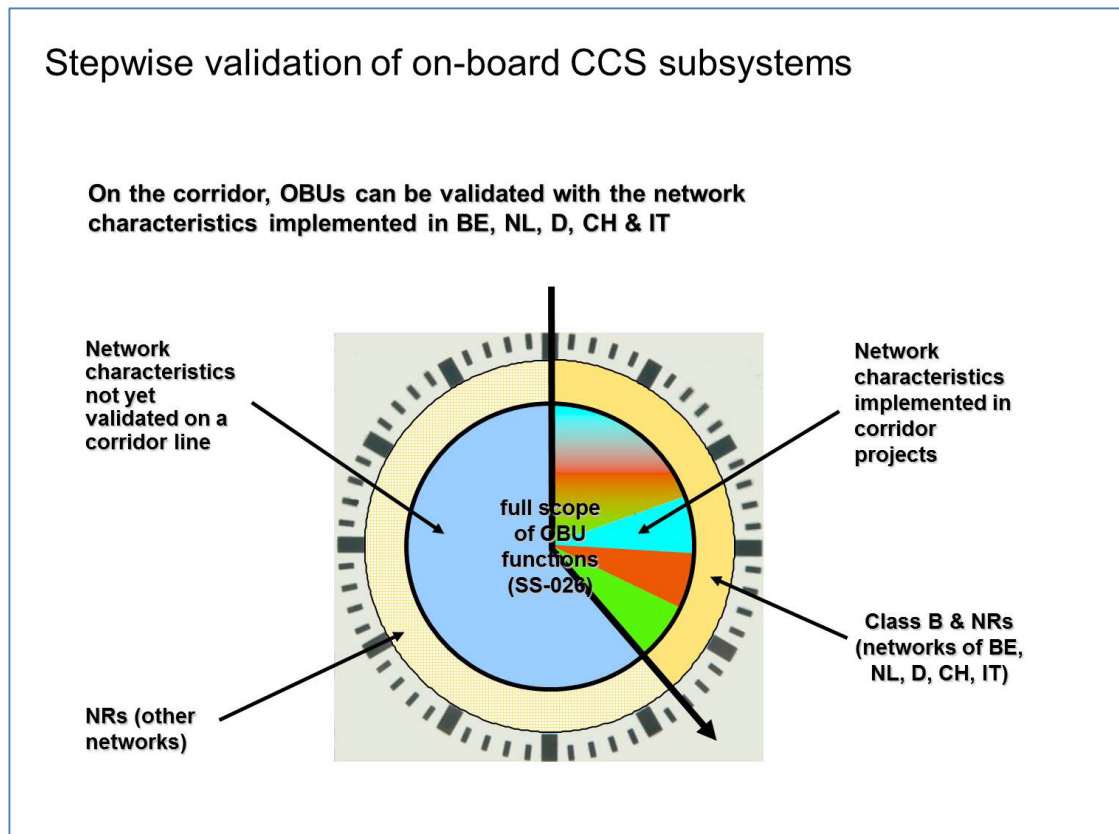 Stepwise validation of on-board CCS subsystems
On the corridor, OBUs can be validated with the network
characteristics implemented in BE, NL, D, CH & IT
Network
characteristics
not yet
validated on a
corridor line
Network
characteristics
implemented in
corridor
projects
full scope
of OBU
functions
(SS-026)
Class B & NRs
(networks of BE,
NL, D, CH, IT)
NRs (other
networks)